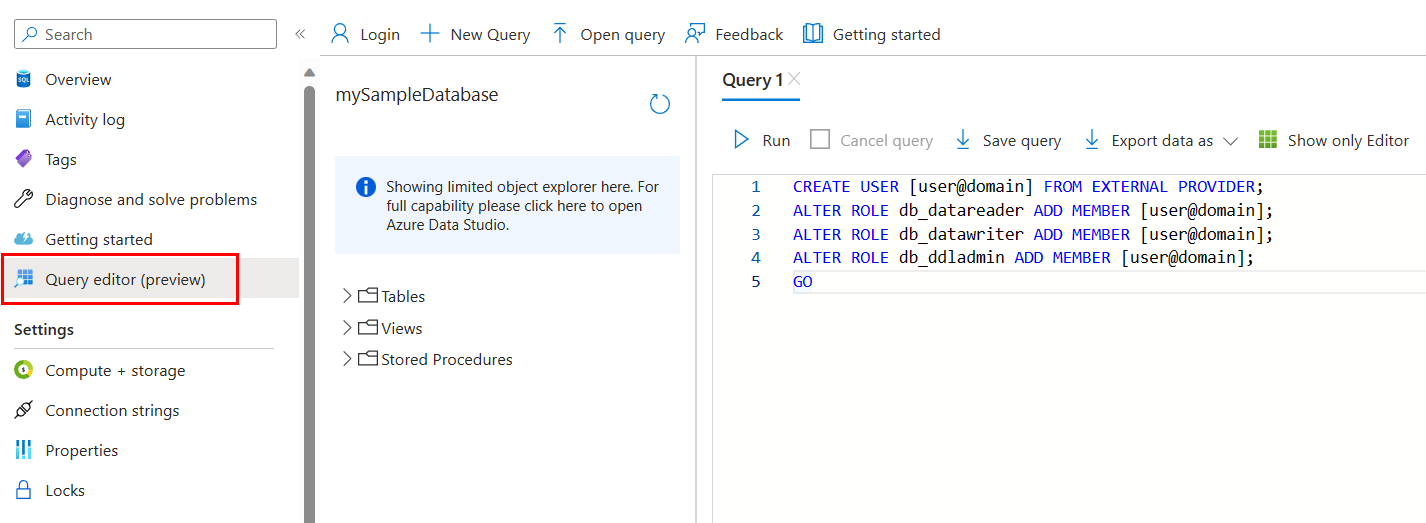 Search
Overview
Activity log
Tags
Diagnose and solve problems
Getting started
Query editor (preview)
Settings
Compute + storage
Connection strings
Properties
Locks
Login
New Query
Open query
Feedback
Getting started
mySampleDatabase
Showing limited object explorer here. For
full capability please click here to open
Azure Data Studio.
Tables
Views
Stored Procedures
Query 1
Run
Cancel query
Save query
Export data as
Show only Editor
1 CREATE USER [user@domain] FROM EXTERNAL PROVIDER;
2 ALTER ROLE db_datareader ADD MEMBER [user@domain];
3 ALTER ROLE db_datawriter ADD MEMBER [user@domain];
4 ALTER ROLE db_ddladmin ADD MEMBER [user@domain];
5 GO